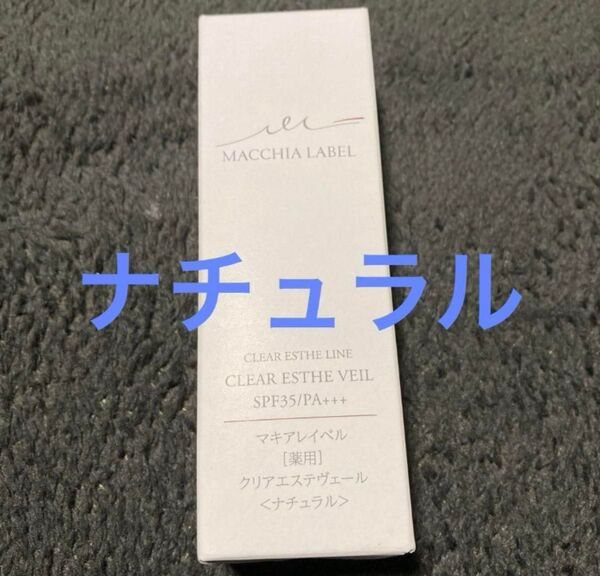 MACCHIA LABEL
ナチュラル
CLEAR ESTHE LINE
CLEAR ESTHE VEIL
SPF35/PA+++
マキアレイベル
[薬用]
クリアエステヴェール
<ナチュラル>